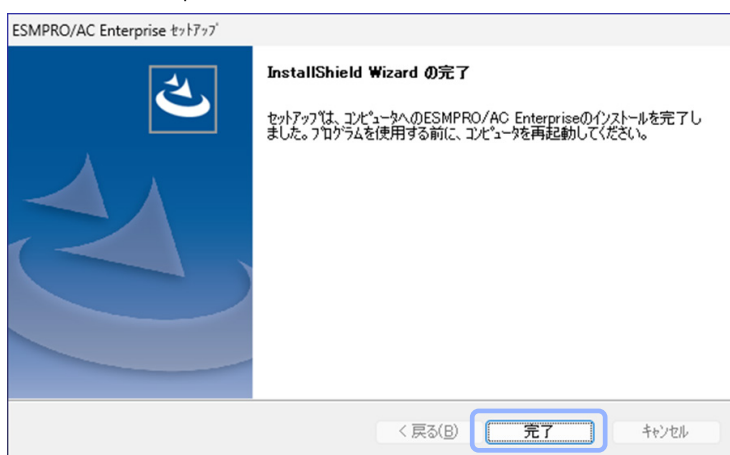 ESMPRO/AC Enterprise ｾｯﾄｱｯﾌﾟ
InstallShield Wizard の完了
ｾｯﾄｱｯﾌﾟは、ｺﾝﾋﾟｭｰﾀへのESMPRO/AC Enterpriseのｲﾝｽﾄｰﾙを完了し
ました。ﾌﾟﾛｸﾞﾗﾑを使用する前に、ｺﾝﾋﾟｭｰﾀを再起動してください。
< 戻る(B)
完了
ｷｬﾝｾﾙ